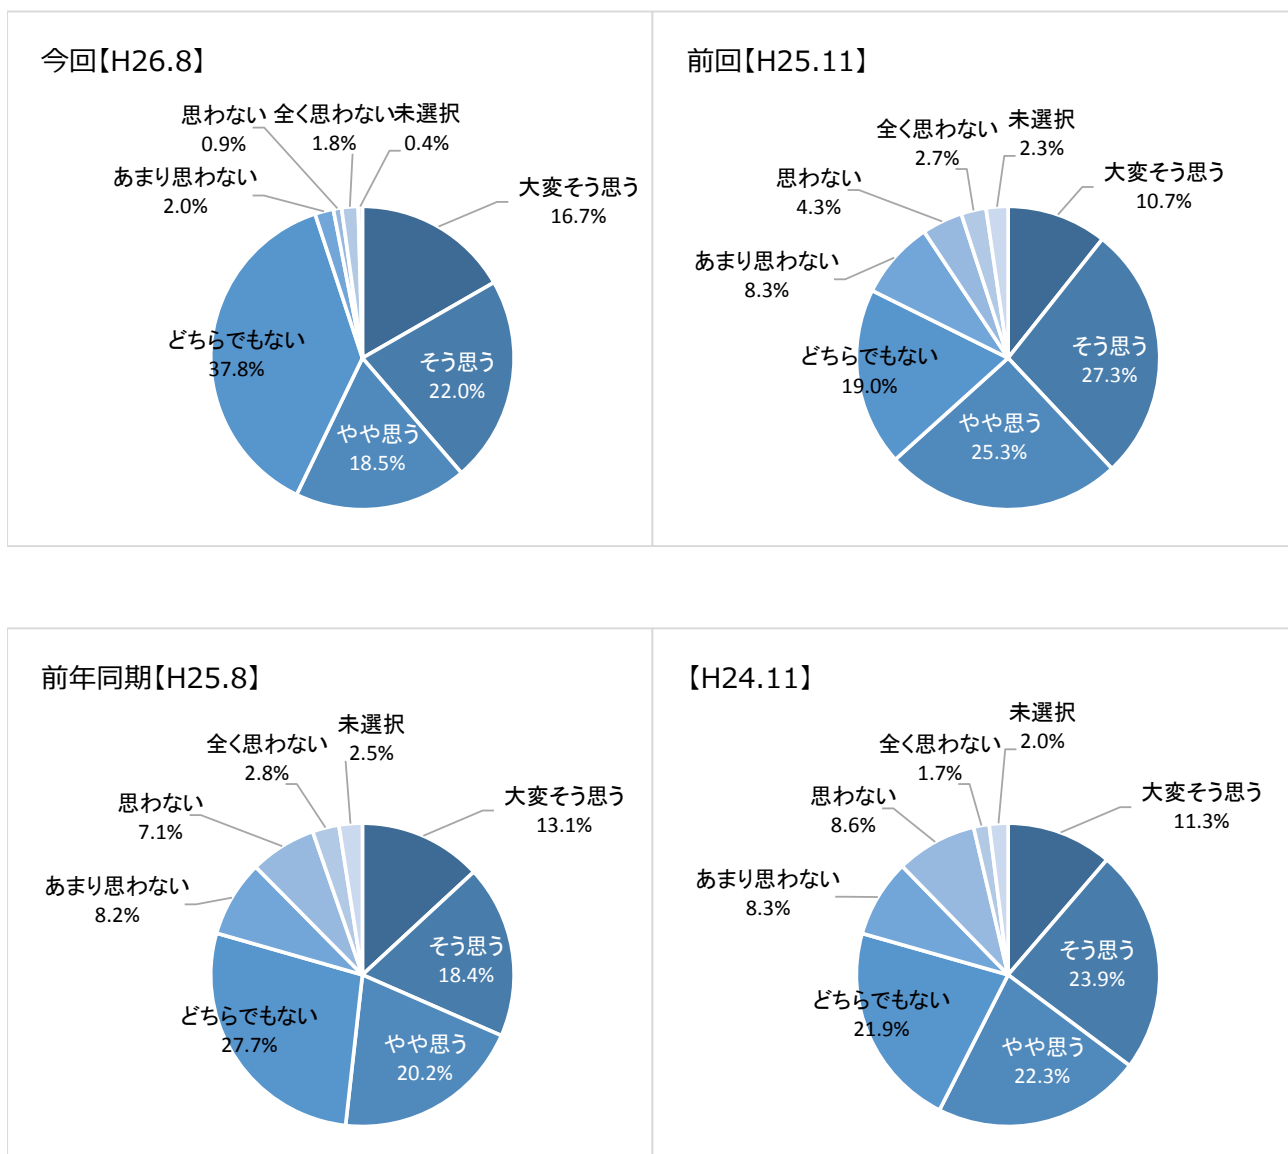 今回【H26.8】
思わない
0.9%
全く思わない
1.8%
未選択
0.4%
あまり思わない
2.0%
大変そう思う
16.7%
どちらでもない
37.8%
そう思う
22.0%
やや思う
18.5%
前回【H25.11】
全く思わない
2.7%
未選択
2.3%
思わない
4.3%
大変そう思う
10.7%
あまり思わない
8.3%
どちらでもない
19.0%
そう思う
27.3%
やや思う
25.3%
前年同期【H25.8】
未選択
2.5%
全く思わない
2.8%
思わない
7.1%
大変そう思う
13.1%
あまり思わない
8.2%
そう思う
18.4%
どちらでもない
27.7%
やや思う
20.2%
【H24.11】
未選択
2.0%
全く思わない
1.7%
思わない
8.6%
大変そう思う
11.3%
あまり思わない
8.3%
そう思う
23.9%
どちらでもない
21.9%
やや思う
22.3%